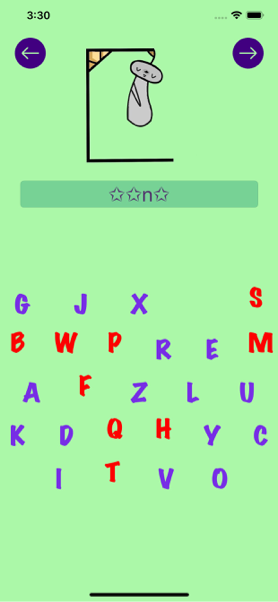 3:30
☆☆n☆
G J X S
B W P R E M
A F Z L U
K D Q H Y C
I T V O